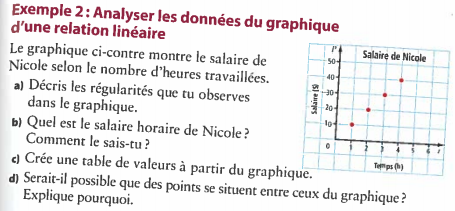 Exemple 2 : Analyser les données du graphique
d'une relation linéaire
Le graphique ci-contre montre le salaire de
Nicole selon le nombre d'heures travaillées.
a) Décris les régularités que tu observes
dans le graphique.
b) Quel est le salaire horaire de Nicole ?
Comment le sais-tu ?
c) Crée une table de valeurs à partir du graphique.
d) Serait-il possible que des points se situent entre ceux du graphique ?
Explique pourquoi.
Salaire de Nicole
P
50
40
30
20
10
0
1 2 3 4 5 6 t
Salaire ($)
Temps (h)